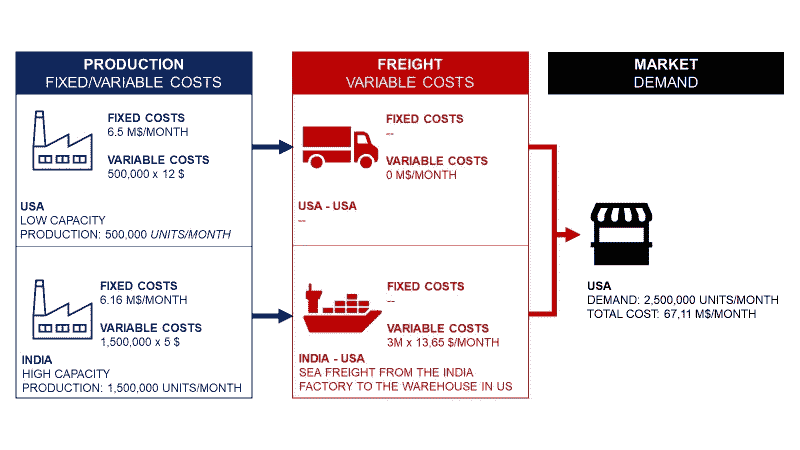 PRODUCTION
FIXED/VARIABLE COSTS
FIXED COSTS
6.5 M$/MONTH
VARIABLE COSTS
500,000 x 12 $
USA
LOW CAPACITY
PRODUCTION: 500,000 UNITS/MONTH
FIXED COSTS
6.16 M$/MONTH
VARIABLE COSTS
1,500,000 x 5 $
INDIA
HIGH CAPACITY
PRODUCTION: 1,500,000 UNITS/MONTH
FREIGHT
VARIABLE COSTS
FIXED COSTS
--
VARIABLE COSTS
0 M$/MONTH
USA - USA
--
FIXED COSTS
--
VARIABLE COSTS
3M x 13,65 $/MONTH
INDIA - USA
SEA FREIGHT FROM THE INDIA
FACTORY TO THE WAREHOUSE IN US
MARKET
DEMAND
USA
DEMAND: 2,500,000 UNITS/MONTH
TOTAL COST: 67,11 M$/MONTH